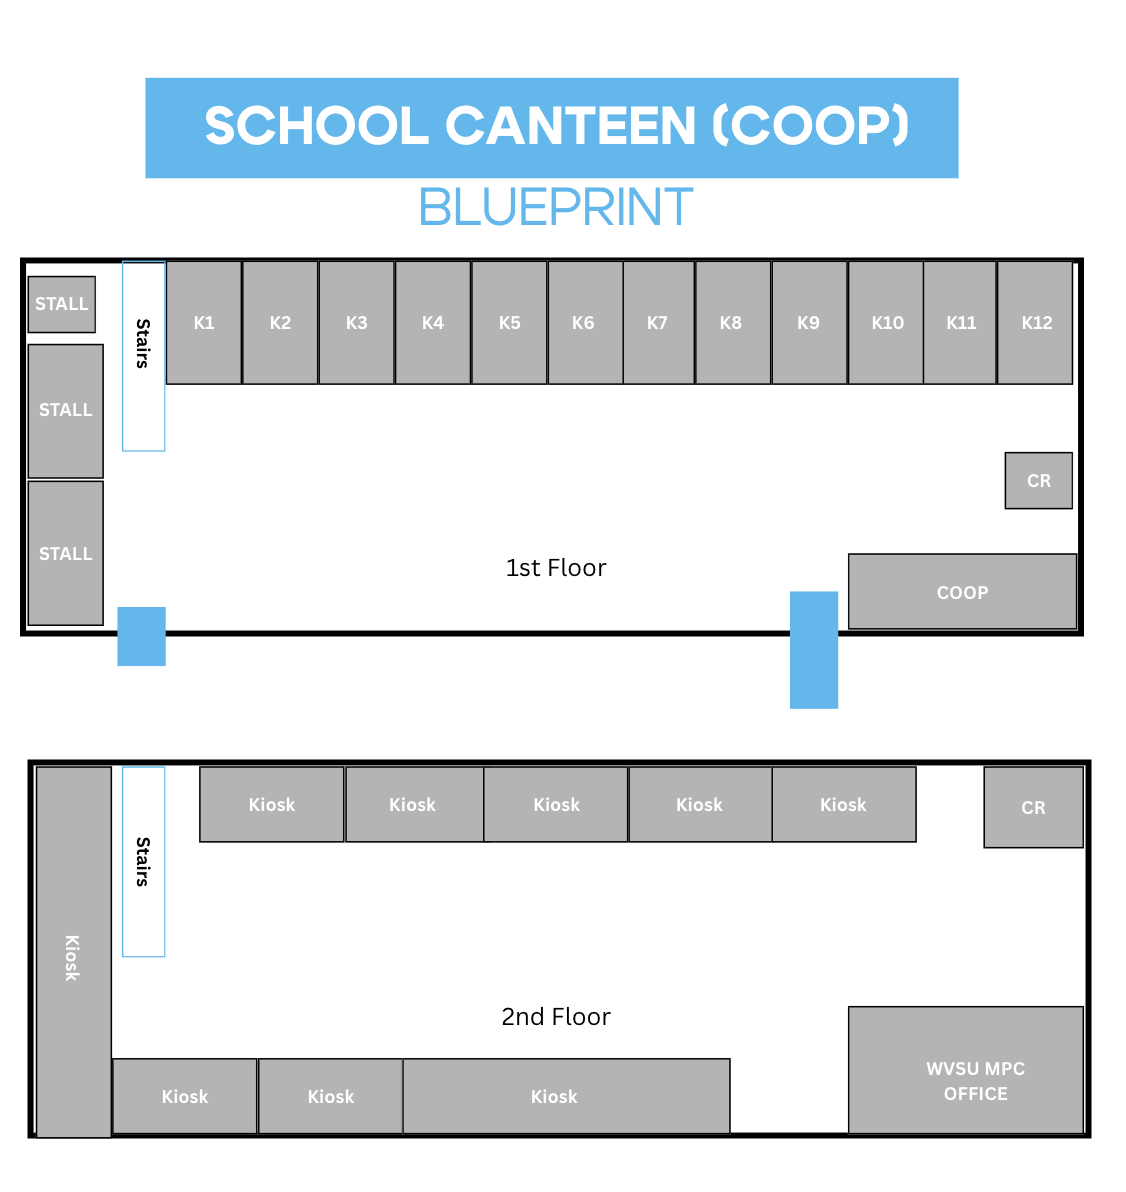 SCHOOL CANTEEN (COOP)
BLUEPRINT
STALL
STALL
STALL
Stairs
K1
K2
K3
K4
K5
K6
K7
K8
K9
K10
K11
K12
CR
1st Floor
COOP
Kiosk
Stairs
Kiosk
Kiosk
Kiosk
Kiosk
Kiosk
CR
2nd Floor
Kiosk
Kiosk
Kiosk
WVSU MPC
OFFICE